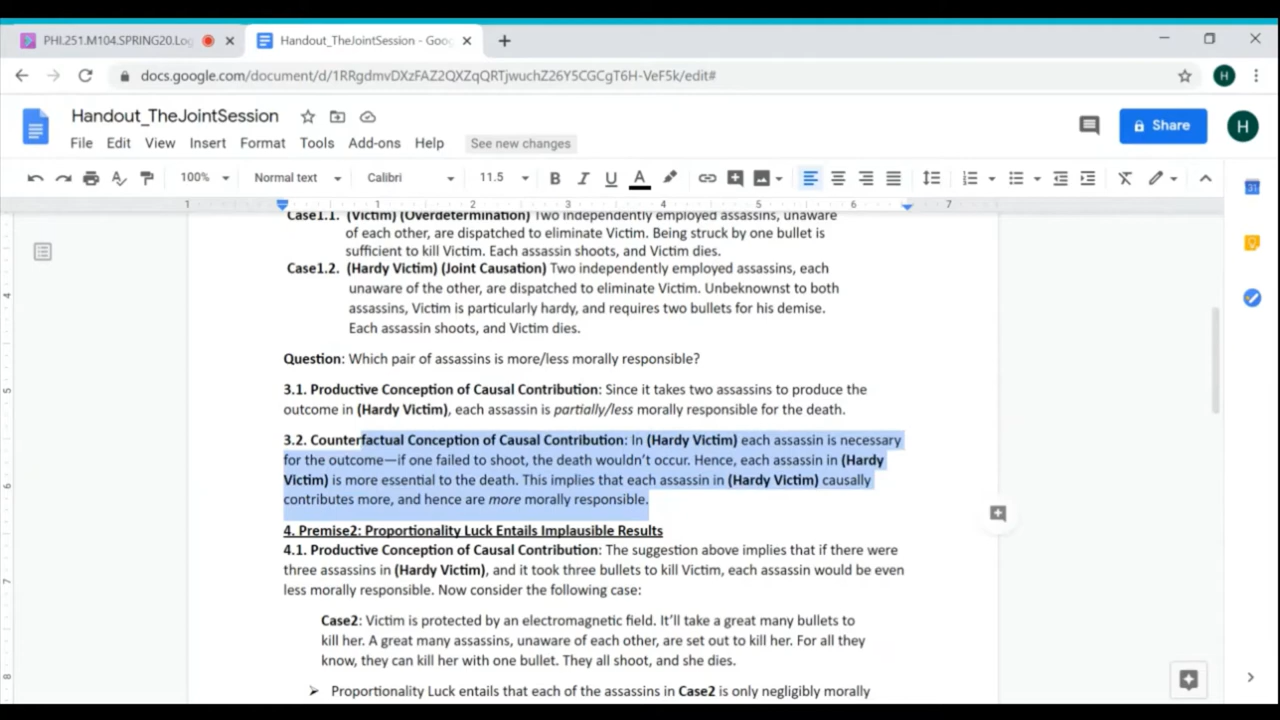 PHI.251.M104.SPRING20.Log
Handout_TheJointSession - Goog
docs.google.com/document/d/1RRgdmvDXzFAZ2QXZqQRTjwuchZ26Y5CGCgT6H-VeF5k/edit#
H
Handout_TheJointSession
File Edit View Insert Format Tools Add-ons Help See new changes
Share
H
100% Normal text Calibri 11.5 B I U A
1 1 2 3 4 5 6 7
31
Case1.1. (Victim) (Overdetermination) Two independently employed assassins, unaware
of each other, are dispatched to eliminate Victim. Being struck by one bullet is
sufficient to kill Victim. Each assassin shoots, and Victim dies.
Case1.2. (Hardy Victim) (Joint Causation) Two independently employed assassins, each
unaware of the other, are dispatched to eliminate Victim. Unbeknownst to both
assassins, Victim is particularly hardy, and requires two bullets for his demise.
Each assassin shoots, and Victim dies.
Question: Which pair of assassins is more/less morally responsible?
3.1. Productive Conception of Causal Contribution: Since it takes two assassins to produce the
outcome in (Hardy Victim), each assassin is partially/less morally responsible for the death.
3.2. Counterfactual Conception of Causal Contribution: In (Hardy Victim) each assassin is necessary
for the outcome—if one failed to shoot, the death wouldn't occur. Hence, each assassin in (Hardy
Victim) is more essential to the death. This implies that each assassin in (Hardy Victim) causally
contributes more, and hence are more morally responsible.
4. Premise2: Proportionality Luck Entails Implausible Results
4.1. Productive Conception of Causal Contribution: The suggestion above implies that if there were
three assassins in (Hardy Victim), and it took three bullets to kill Victim, each assassin would be even
less morally responsible. Now consider the following case:
Case2: Victim is protected by an electromagnetic field. It'll take a great many bullets to
kill her. A great many assassins, unaware of each other, are set out to kill her. For all they
know, they can kill her with one bullet. They all shoot, and she dies.
➢ Proportionality Luck entails that each of the assassins in Case2 is only negligibly morally
4
5
6
7
8